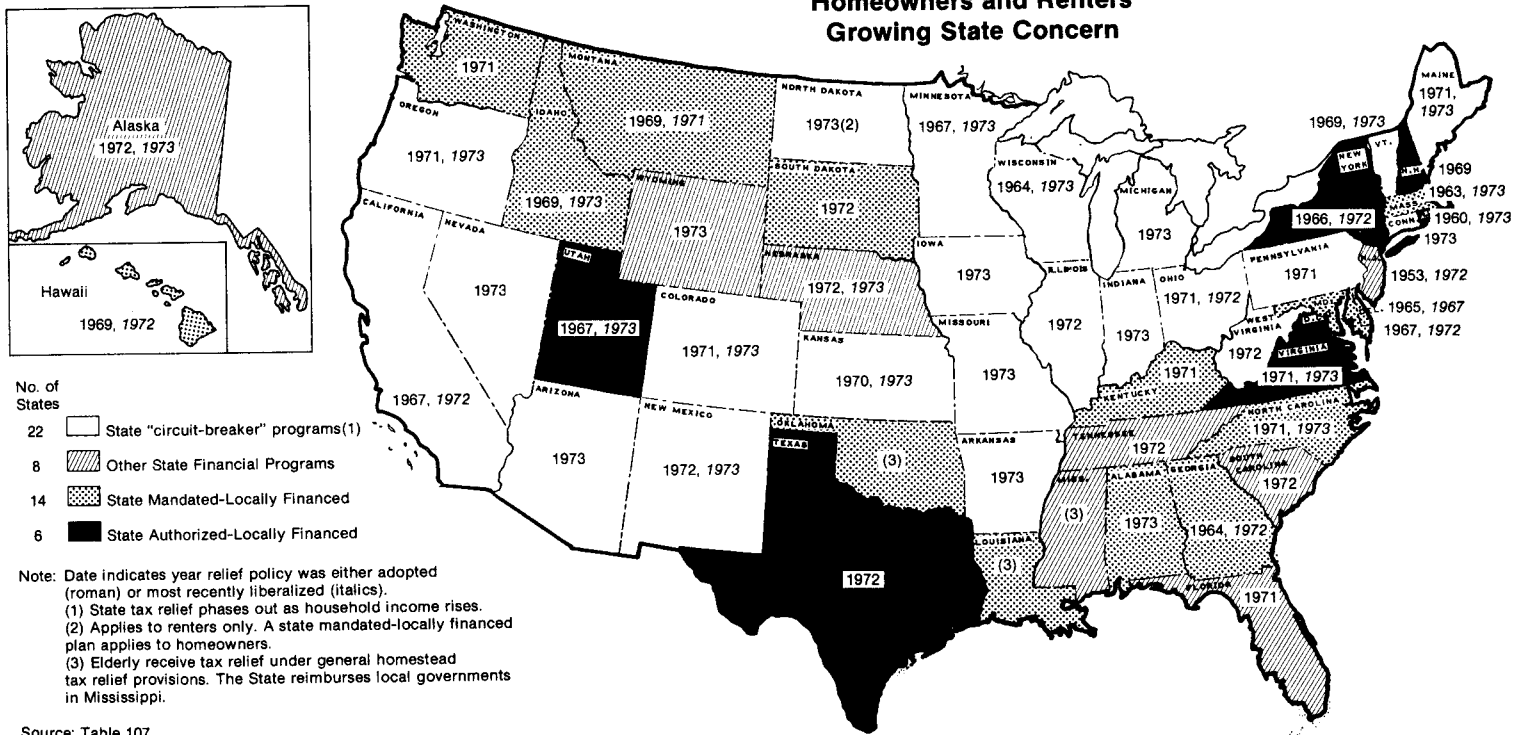 Homeowners and Renters
Growing State Concern
Alaska
1972, 1973
Hawaii
1969, 1972
WASHINGTON
1971
OREGON
1971, 1973
CALIFORNIA
1967, 1972
NEVADA
1973
IDAHO
1969, 1973
MONTANA
1969, 1971
WYOMING
1973
UTAH
1967, 1973
COLORADO
1971, 1973
ARIZONA
1973
NEW MEXICO
1972, 1973
NORTH DAKOTA
1973(2)
SOUTH DAKOTA
1972
NEBRASKA
1972, 1973
KANSAS
1970, 1973
OKLAHOMA
(3)
TEXAS
1972
MINNESOTA
1967, 1973
IOWA
1973
MISSOURI
1973
ARKANSAS
1973
LOUISIANA
(3)
WISCONSIN
1964, 1973
ILLINOIS
1972
MICHIGAN
1973
INDIANA
1973
OHIO
1971, 1972
KENTUCKY
1971
TENNESSEE
1972
MISS.
(3)
ALABAMA
1973
GEORGIA
1964, 1972
FLORIDA
1971
SOUTH
CAROLINA
1972
NORTH CAROLINA
1971, 1973
VIRGINIA
1971, 1973
WEST
VIRGINIA
1972
D.C.
PENNSYLVANIA
1971
NEW
YORK
1966, 1972
VT.
1969, 1973
N.H.
1969
MAINE
1971,
1973
MASS.
1963, 1973
CONN.
1960, 1973
1973
N.J.
1953, 1972
1965, 1967
1967, 1972
No. of
States
22 State "circuit-breaker" programs(1)
8 Other State Financial Programs
14 State Mandated-Locally Financed
6 State Authorized-Locally Financed
Note: Date indicates year relief policy was either adopted
(roman) or most recently liberalized (italics).
(1) State tax relief phases out as household income rises.
(2) Applies to renters only. A state mandated-locally financed
plan applies to homeowners.
(3) Elderly receive tax relief under general homestead
tax relief provisions. The State reimburses local governments
in Mississippi.
Source: Table 107